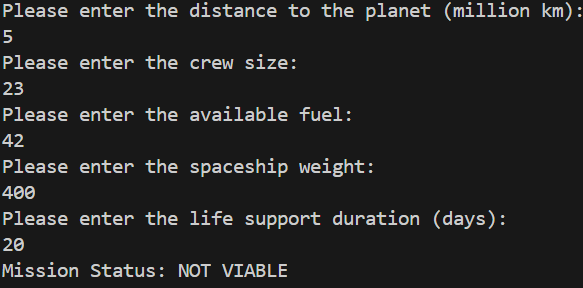 Please enter the distance to the planet (million km):
5
Please enter the crew size:
23
Please enter the available fuel:
42
Please enter the spaceship weight:
400
Please enter the life support duration (days):
20
Mission Status: NOT VIABLE